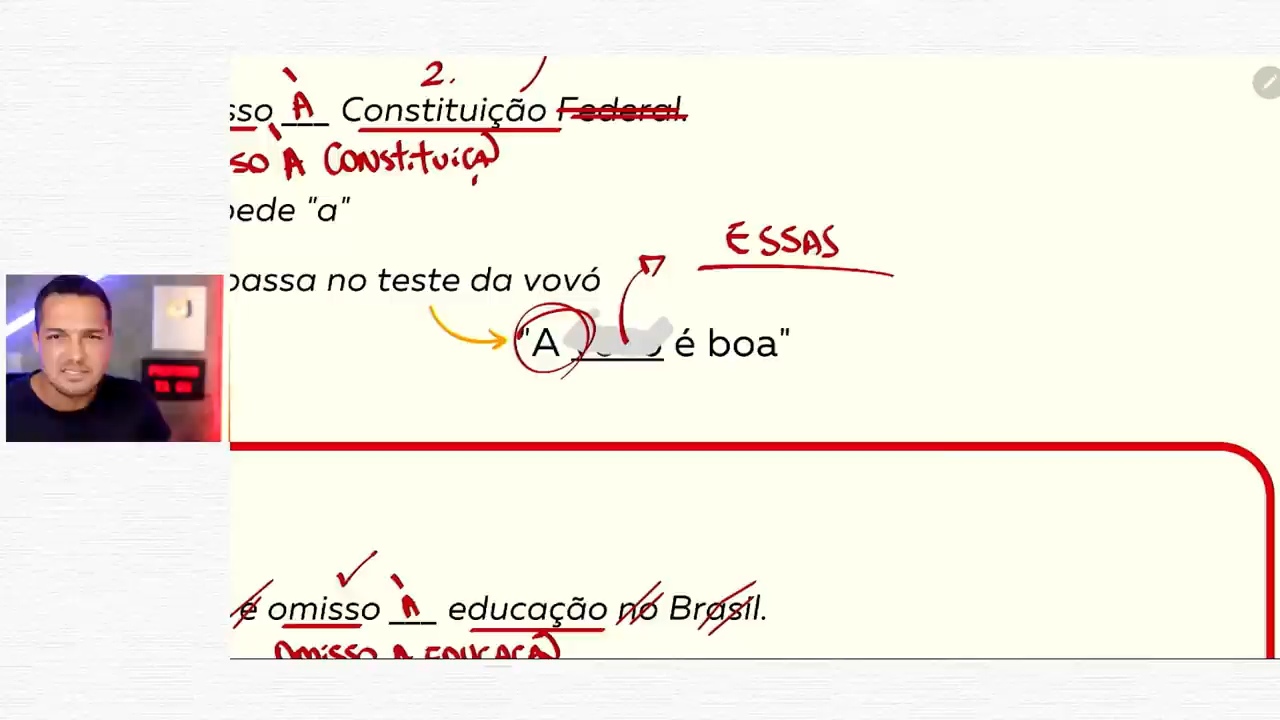 2.
sso À Constituição Federal.
SO À CONSTITUIÇÃ
pede "a"
ESSAS
passa no teste da vovó
"A ____ é boa"
é omisso À educação no Brasil.
OMISSO A EDUCAÇÃ